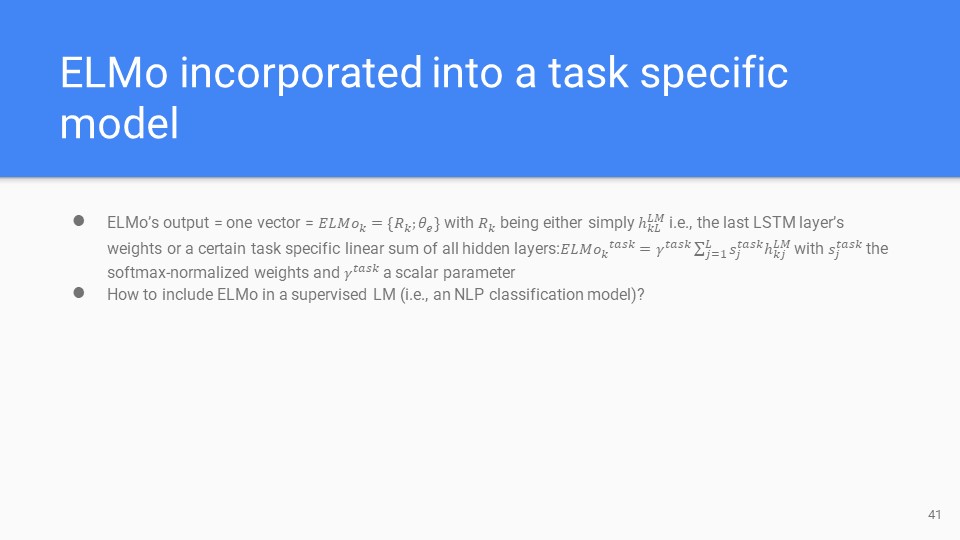 ELMo incorporated into a task specific
model
● ELMo’s output = one vector = $ELMo_k = \{R_k; \theta_e\}$ with $R_k$ being either simply $h_{kL}^{LM}$ i.e., the last LSTM layer’s
weights or a certain task specific linear sum of all hidden layers:$ELMo_k^{task} = \gamma^{task} \sum_{j=1}^{L} s_j^{task} h_{kj}^{LM}$ with $s_j^{task}$ the
softmax-normalized weights and $\gamma^{task}$ a scalar parameter
● How to include ELMo in a supervised LM (i.e., an NLP classification model)?
41